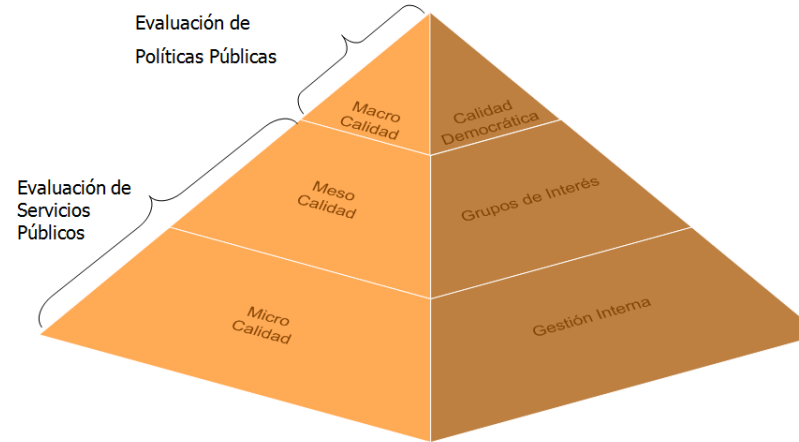 Evaluación de
Políticas Públicas
Macro
Calidad
Calidad
Democrática
Evaluación de
Servicios
Públicos
Meso
Calidad
Grupos de Interés
Micro
Calidad
Gestión Interna